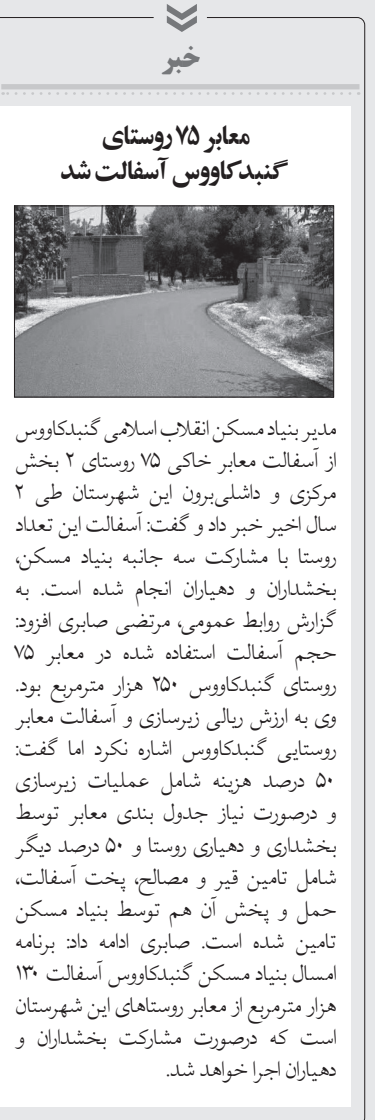 خبر
معابر ۷۵ روستای
گنبدکاووس آسفالت شد
مدیر بنیاد مسکن انقلاب اسلامی گنبدکاووس
از آسفالت معابر خاکی ۷۵ روستای ۲ بخش
مرکزی و داشلی‌برون این شهرستان طی ۲
سال اخیر خبر داد و گفت: آسفالت این تعداد
روستا با مشارکت سه جانبه بنیاد مسکن،
بخشداران و دهیاران انجام شده است. به
گزارش روابط عمومی، مرتضی صابری افزود:
حجم آسفالت استفاده شده در معابر ۷۵
روستای گنبدکاووس ۲۵۰ هزار مترمربع بود.
وی به ارزش ریالی زیرسازی و آسفالت معابر
روستایی گنبدکاووس اشاره نکرد اما گفت:
۵۰ درصد هزینه شامل عملیات زیرسازی
و درصورت نیاز جدول بندی معابر توسط
بخشداری و دهیاری روستا و ۵۰ درصد دیگر
شامل تامین قیر و مصالح، پخت آسفالت،
حمل و پخش آن هم توسط بنیاد مسکن
تامین شده است. صابری ادامه داد: برنامه
امسال بنیاد مسکن گنبدکاووس آسفالت ۱۳۰
هزار مترمربع از معابر روستاهای این شهرستان
است که درصورت مشارکت بخشداران و
دهیاران اجرا خواهد شد.